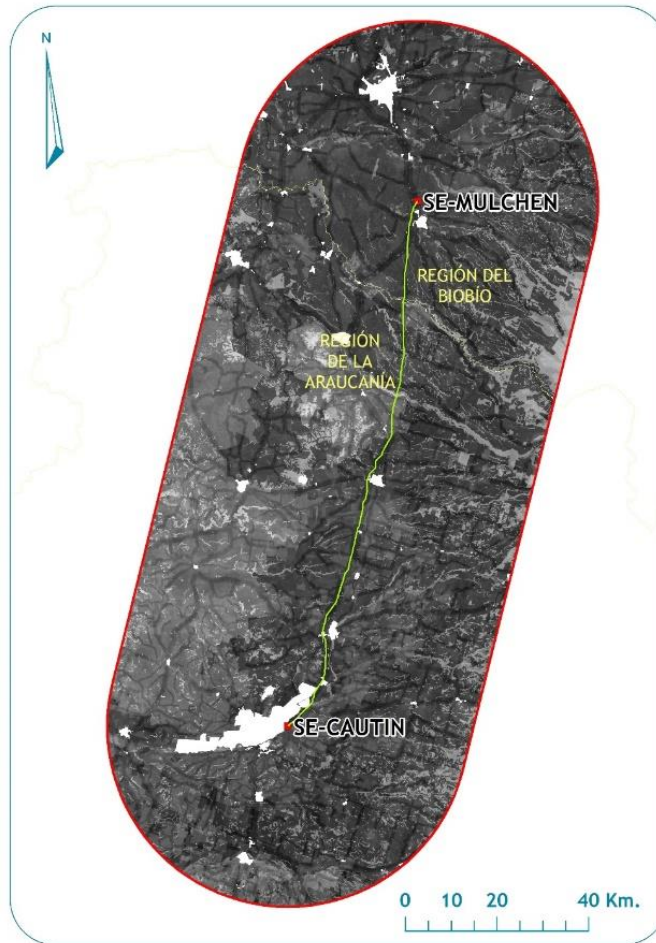 N
SE-MULCHEN
REGIÓN DEL
BIOBÍO
REGIÓN
DE LA
ARAUCANÍA
SE-CAUTIN
0 10 20 40 Km.